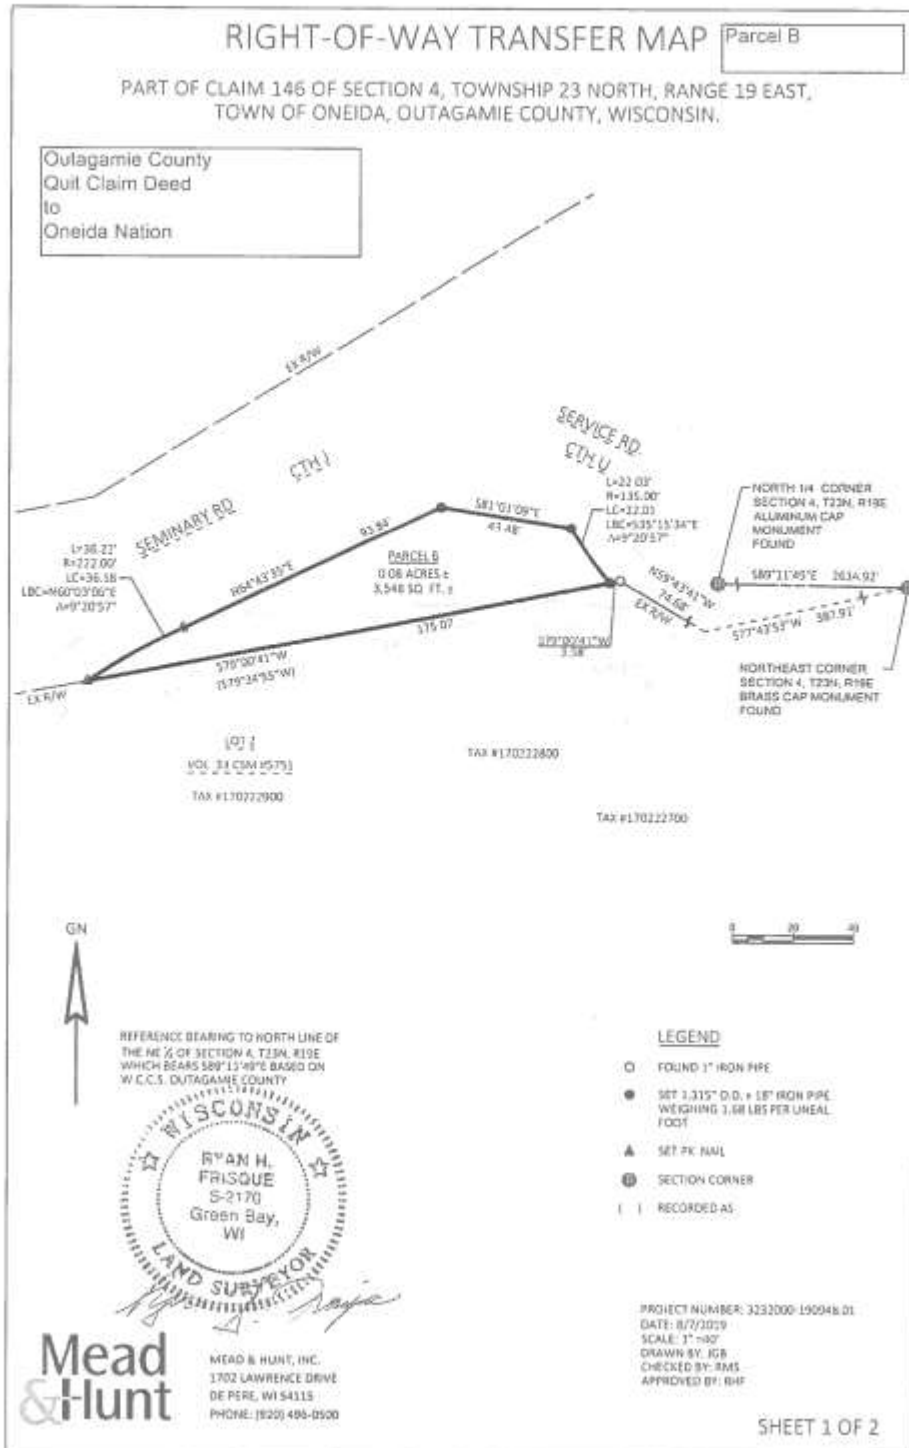 RIGHT-OF-WAY TRANSFER MAP
Parcel B
PART OF CLAIM 146 OF SECTION 4, TOWNSHIP 23 NORTH, RANGE 19 EAST,
TOWN OF ONEIDA, OUTAGAMIE COUNTY, WISCONSIN.
Outagamie County
Quit Claim Deed
to
Oneida Nation
EX R/W
SERVICE RD
CTH U
CTH J
SEMINARY RD
L=22.03'
R=135.00'
LC=22.01
LBC=S35°15'34"E
Δ=9°20'57"
NORTH 1/4 CORNER
SECTION 4, T23N, R19E
ALUMINUM CAP
MONUMENT
FOUND
S81°01'09"E
43.48'
93.94'
N64°43'35"E
L=36.22'
R=222.00'
LC=36.18
LBC=N60°03'06"E
Δ=9°20'57"
PARCEL B
0.08 ACRES ±
3,548 SQ. FT. ±
N59°43'41"W
74.68'
EX R/W
S89°11'49"E 2634.92'
S77°43'53"W 387.91'
175.07
S79°00'41"W
(S79°34'55"W)
S79°00'41"W
3.58
EX R/W
NORTHEAST CORNER
SECTION 4, T23N, R19E
BRASS CAP MONUMENT
FOUND
LOT 2
VOL 33 CSM #5751
TAX #170222800
TAX #170222900
TAX #170222700
GN
0 20 40
REFERENCE BEARING TO NORTH LINE OF
THE NE ¼ OF SECTION 4, T23N, R19E
WHICH BEARS S89°11'49"E BASED ON
W.C.C.S. OUTAGAMIE COUNTY
LEGEND
FOUND 1" IRON PIPE
SET 1.315" O.D. x 18" IRON PIPE
WEIGHING 1.68 LBS PER LINEAL
FOOT
SET PK NAIL
SECTION CORNER
( ) RECORDED AS
WISCONSIN
RYAN H.
FRISQUE
S-2170
Green Bay,
WI
LAND SURVEYOR
PROJECT NUMBER: 3232000-190948.01
DATE: 8/7/2019
SCALE: 1" =40'
DRAWN BY: JGB
CHECKED BY: RMS
APPROVED BY: RHF
Mead
&Hunt
MEAD & HUNT, INC.
1702 LAWRENCE DRIVE
DE PERE, WI 54115
PHONE: (920) 496-0500
SHEET 1 OF 2